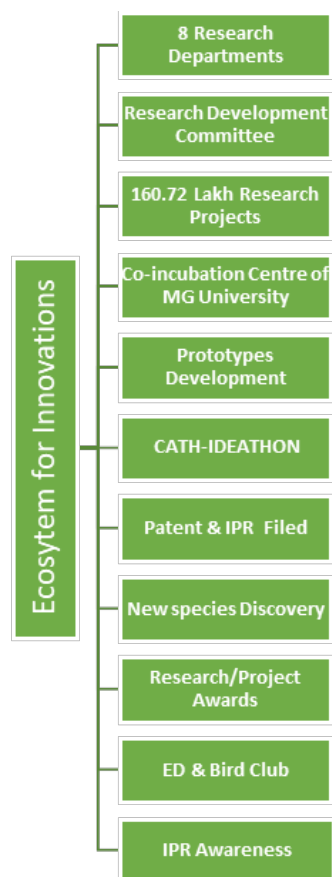 Ecosytem for Innovations
8 Research
Departments
Research Development
Committee
160.72 Lakh Research
Projects
Co-incubation Centre of
MG University
Prototypes
Development
CATH-IDEATHON
Patent & IPR Filed
New species Discovery
Research/Project
Awards
ED & Bird Club
IPR Awareness